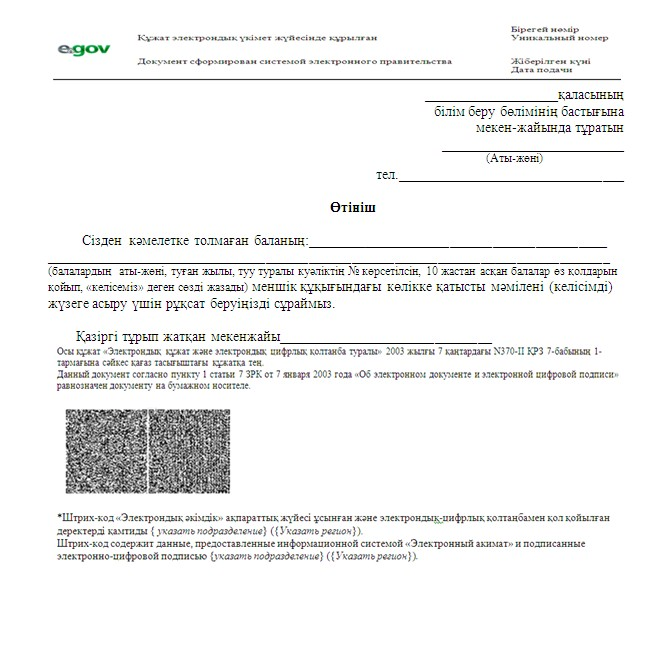 Бірегей нөмір
egov Құжат электрондық үкімет жүйесінде құрылған Уникальный номер
Документ сформирован системой электронного правительства Жіберілген күні
Дата подачи
___________________қаласының
білім беру бөлімінің бастығына
мекен-жайында тұратын
__________________________
(Аты-жөні)
тел.________________________________
Өтініш
Сізден кәмелетке толмаған баланың:__________________________________________
________________________________________________________________________________
(балалардың аты-жөні, туған жылы, туу туралы куәліктің № көрсетілсін, 10 жастан асқан балалар өз қолдарын
қойып, «келісеміз» деген сөзді жазады) меншік құқығындағы көлікке қатысты мәмілені (келісімді)
жүзеге асыру үшін рұқсат беруіңізді сұраймыз.
Қазіргі тұрып жатқан мекенжайы______________________________
Осы құжат «Электрондық құжат және электрондық цифрлық қолтаңба туралы» 2003 жылғы 7 қаңтардағы N370-II ҚРЗ 7-бабының 1-
тармағына сәйкес қағаз тасығыштағы құжатқа тең.
Данный документ согласно пункту 1 статьи 7 ЗРК от 7 января 2003 года «Об электронном документе и электронной цифровой подписи»
равнозначен документу на бумажном носителе.
*Штрих-код «Электрондық әкімдік» ақпараттық жүйесі ұсынған және электрондық-цифрлық қолтаңбамен қол қойылған
деректерді қамтиды { указать подразделение} ({Указать регион}).
Штрих-код содержит данные, предоставленные информационной системой «Электронный акимат» и подписанные
электронно-цифровой подписью {указать подразделение} ({Указать регион}).